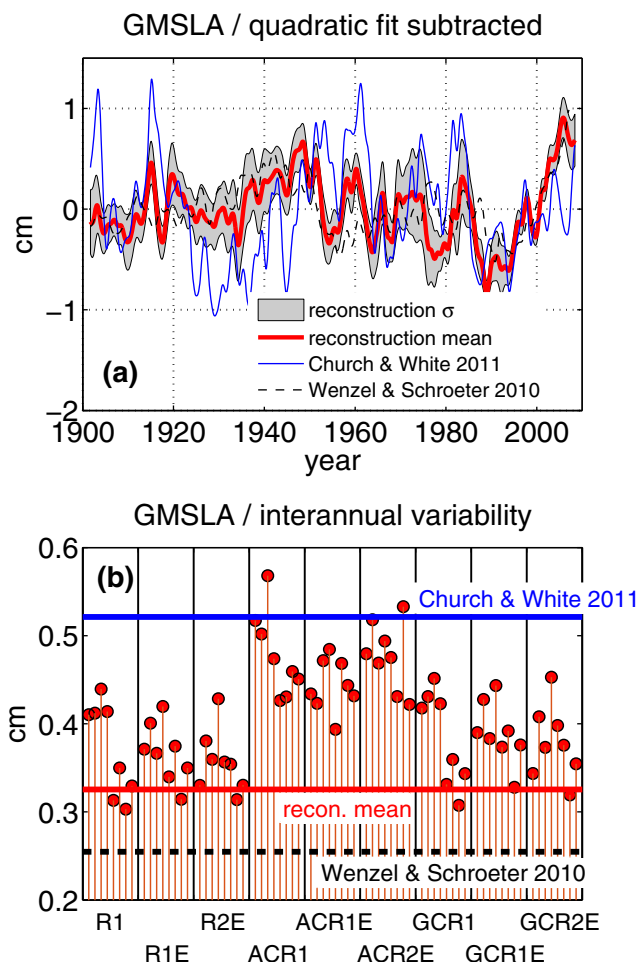 GMSLA / quadratic fit subtracted
1
0
−1
−2
cm
reconstruction σ
reconstruction mean
Church & White 2011
Wenzel & Schroeter 2010
(a)
1900 1920 1940 1960 1980 2000
year
GMSLA / interannual variability
0.6
0.5
0.4
0.3
0.2
cm
(b)
Church & White 2011
recon. mean
Wenzel & Schroeter 2010
R1 R2E ACR1E GCR1 GCR2E
R1E ACR1 ACR2E GCR1E